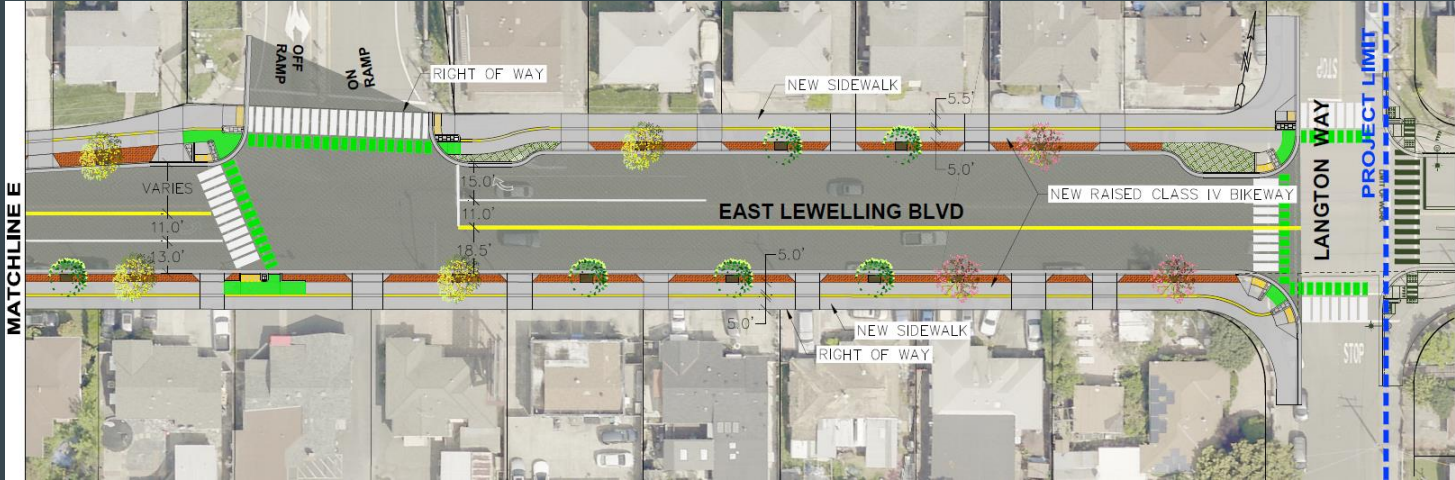 MATCHLINE E
OFF
RAMP
ON
RAMP
RIGHT OF WAY
NEW SIDEWALK
5.5'
5.0'
STOP
LANGTON WAY
PROJECT LIMIT
VARIES
11.0'
13.0'
15.0'
11.0'
18.5'
EAST LEWELLING BLVD
NEW RAISED CLASS IV BIKEWAY
5.0'
5.0'
NEW SIDEWALK
RIGHT OF WAY
STOP